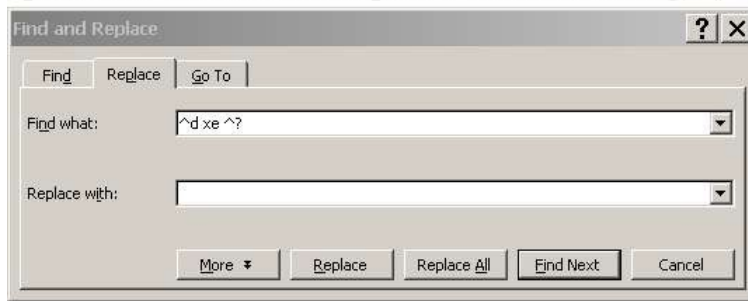 Find and Replace ? ×
Find Replace Go To
Find what: ^d xe ^?
Replace with:
More Replace Replace All Find Next Cancel